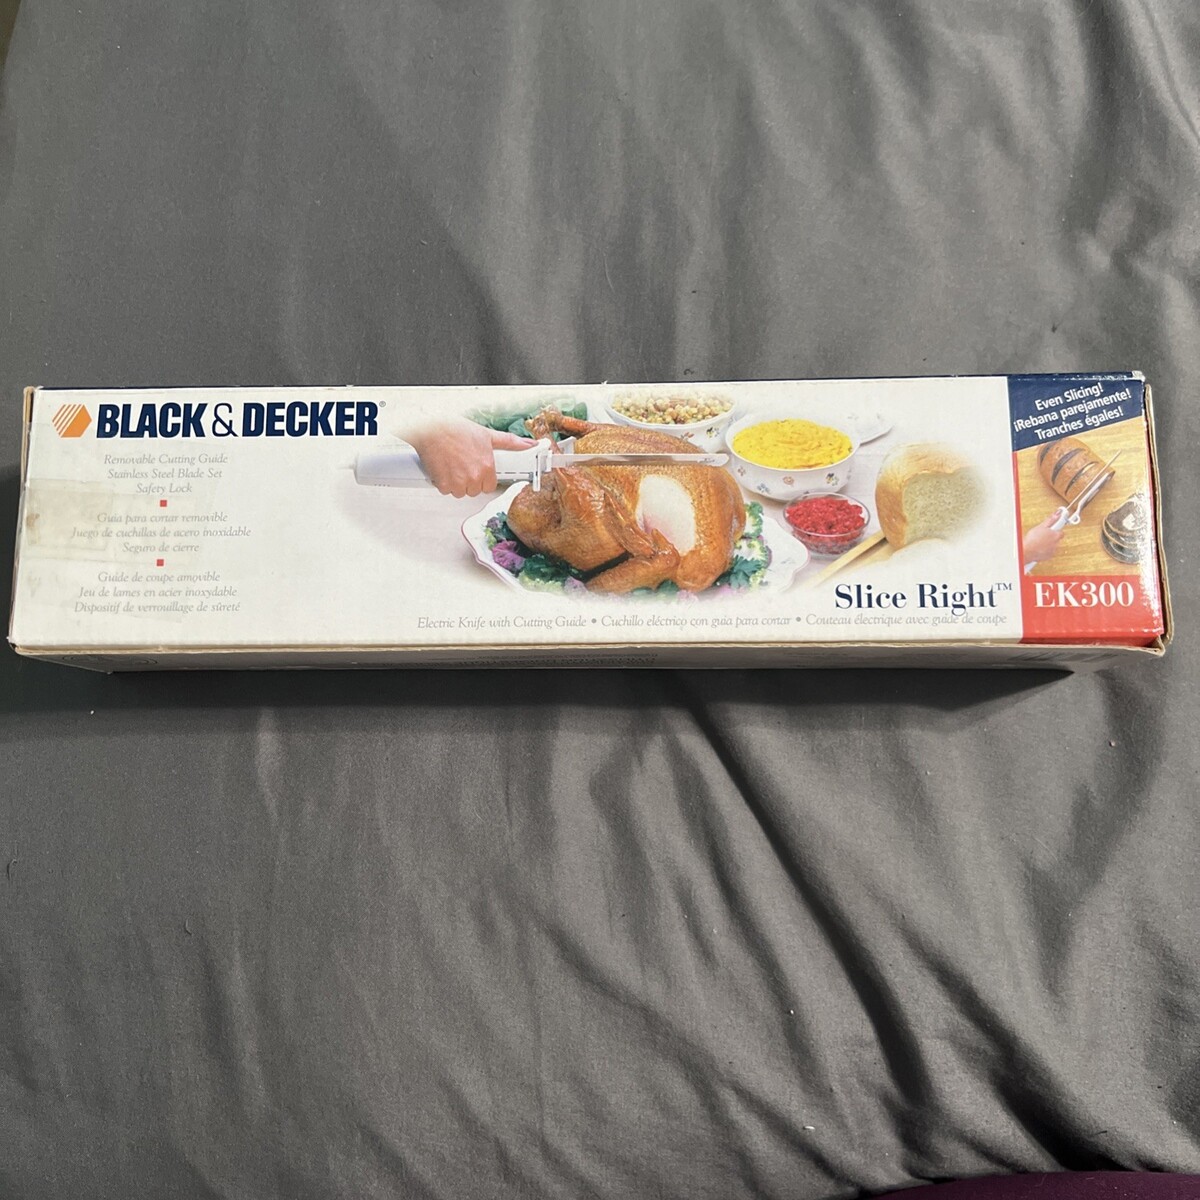 BLACK & DECKER®
Removable Cutting Guide
Stainless Steel Blade Set
Safety Lock
Guía para cortar removible
Juego de cuchillas de acero inoxidable
Seguro de cierre
Guide de coupe amovible
Jeu de lames en acier inoxydable
Dispositif de verrouillage de sûreté
Slice Right™
Electric Knife with Cutting Guide • Cuchillo eléctrico con guía para cortar • Couteau électrique avec guide de coupe
Even Slicing!
¡Rebana parejamente!
Tranches égales!
EK300